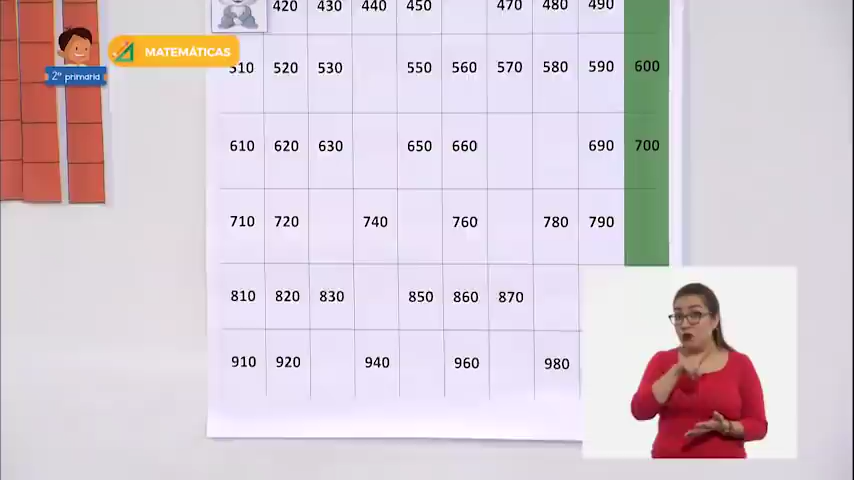 420 430 440 450 470 480 490
MATEMÁTICAS
2° primaria
510 520 530 550 560 570 580 590 600
610 620 630 650 660 690 700
710 720 740 760 780 790
810 820 830 850 860 870
910 920 940 960 980